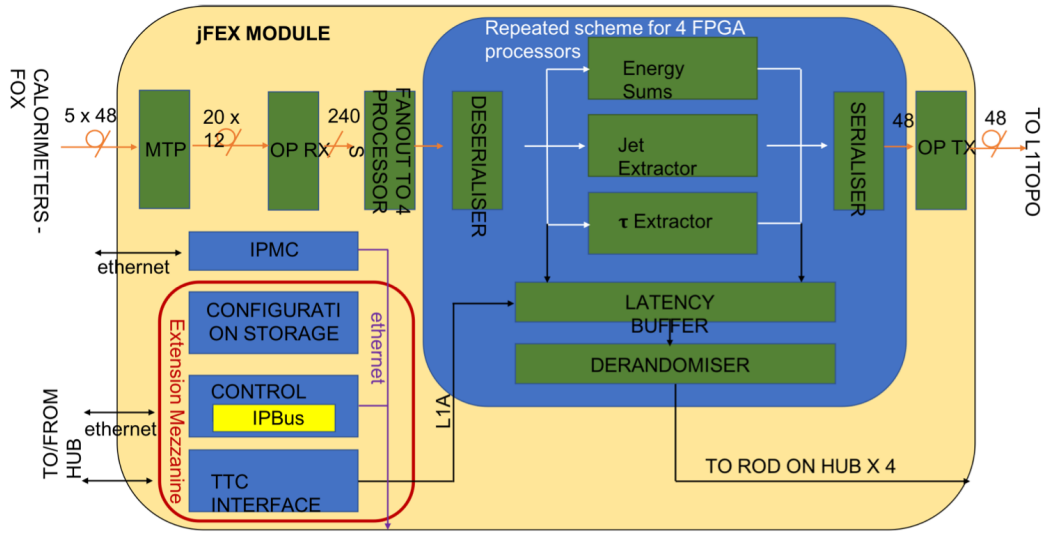 jFEX MODULE
Repeated scheme for 4 FPGA
processors
CALORIMETERS -
FOX
5 x 48
MTP
20 x
12
OP RX
240
FANOUT TO 4
PROCESSOR
S
DESERIALISER
Energy
Sums
Jet
Extractor
τ Extractor
SERIALISER
48
OP TX
48
TO L1TOPO
IPMC
ethernet
CONFIGURATI
ON STORAGE
ethernet
Extension Mezzanine
CONTROL
IPBus
ethernet
TO/FROM
HUB
TTC
INTERFACE
L1A
LATENCY
BUFFER
DERANDOMISER
TO ROD ON HUB X 4